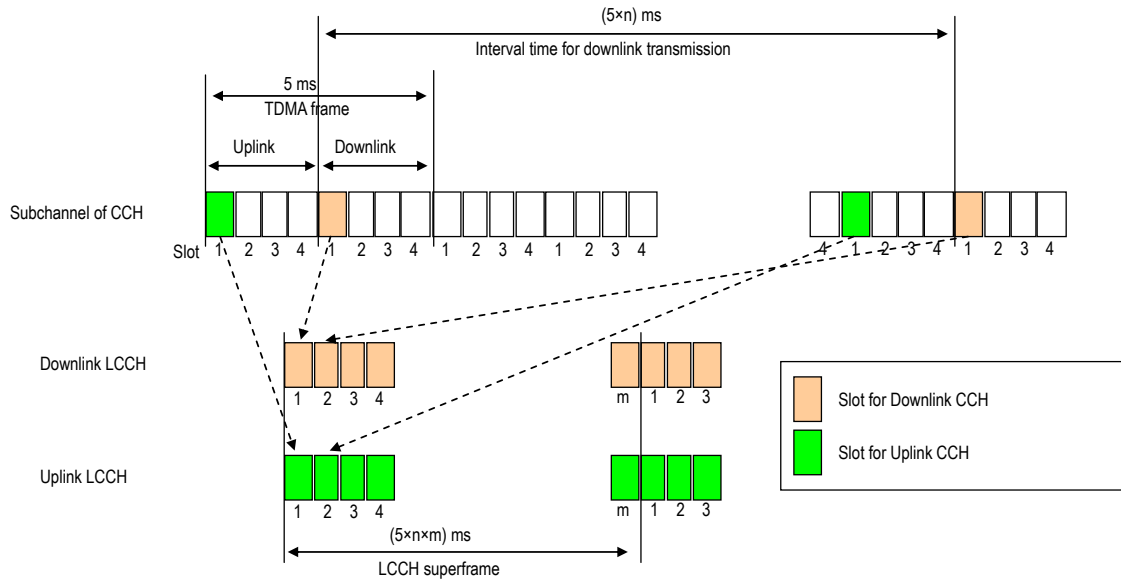 (5×n) ms
Interval time for downlink transmission
5 ms
TDMA frame
Uplink Downlink
Subchannel of CCH
Slot 1 2 3 4 1 2 3 4 1 2 3 4 1 2 3 4 4 1 2 3 4 1 2 3 4
Downlink LCCH
1 2 3 4 m 1 2 3
Slot for Downlink CCH
Slot for Uplink CCH
Uplink LCCH
1 2 3 4 m 1 2 3
(5×n×m) ms
LCCH superframe